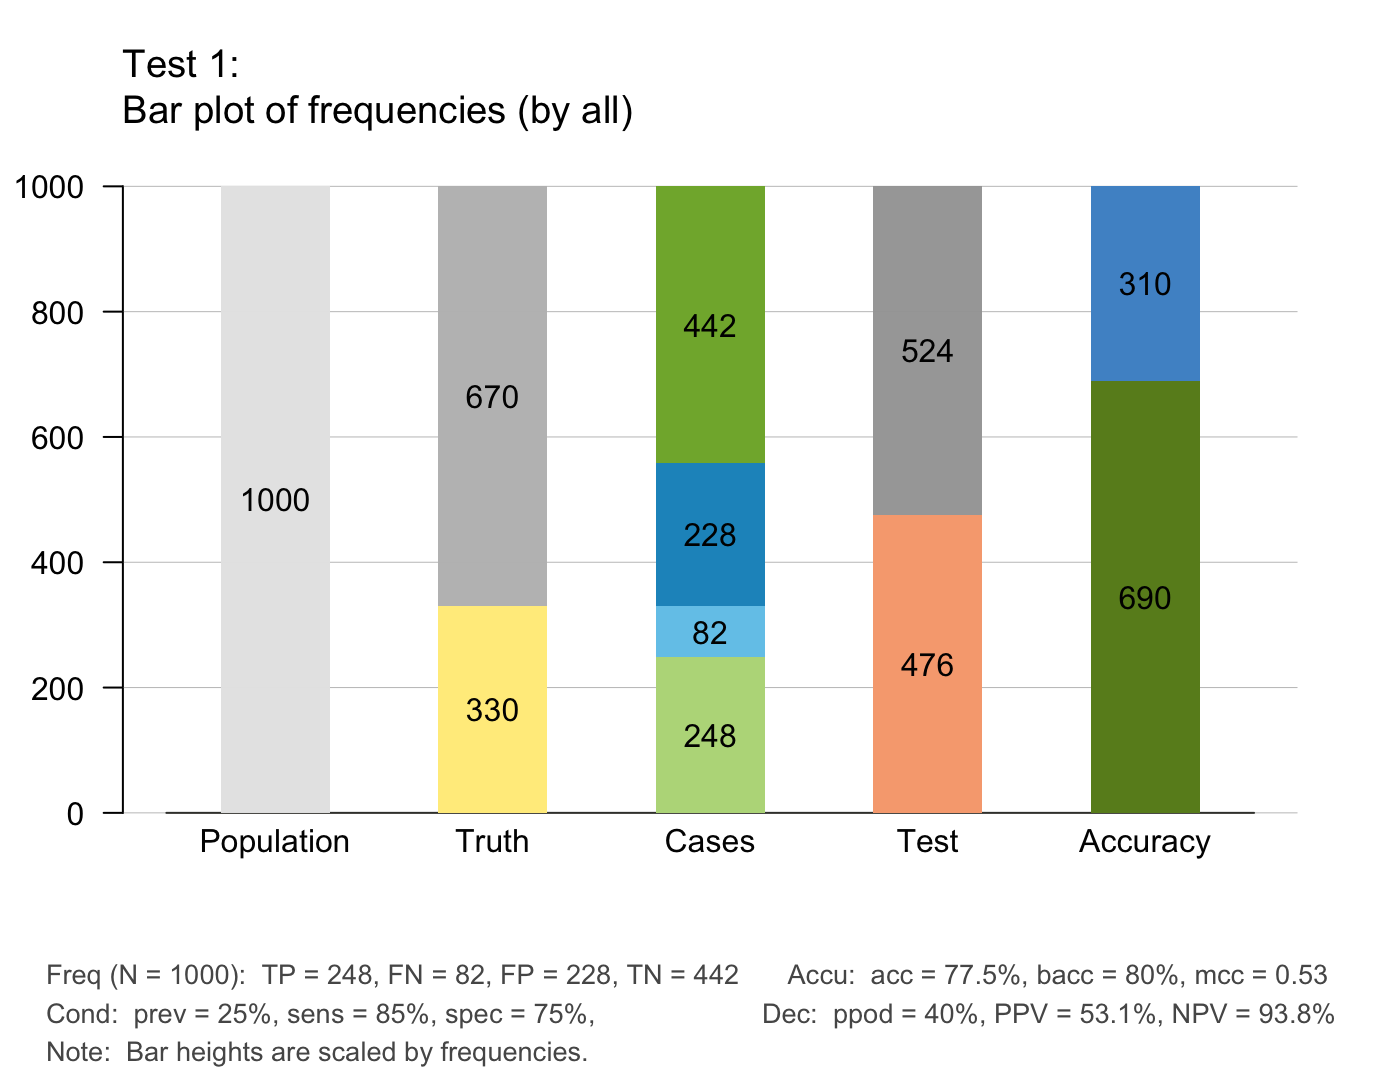 Test 1:
Bar plot of frequencies (by all)
1000
800
600
400
200
0
1000
670
330
442
228
82
248
524
476
310
690
Population
Truth
Cases
Test
Accuracy
Freq (N = 1000):  TP = 248, FN = 82, FP = 228, TN = 442
Accu:  acc = 77.5%, bacc = 80%, mcc = 0.53
Cond:  prev = 25%, sens = 85%, spec = 75%,
Dec:  ppod = 40%, PPV = 53.1%, NPV = 93.8%
Note:  Bar heights are scaled by frequencies.